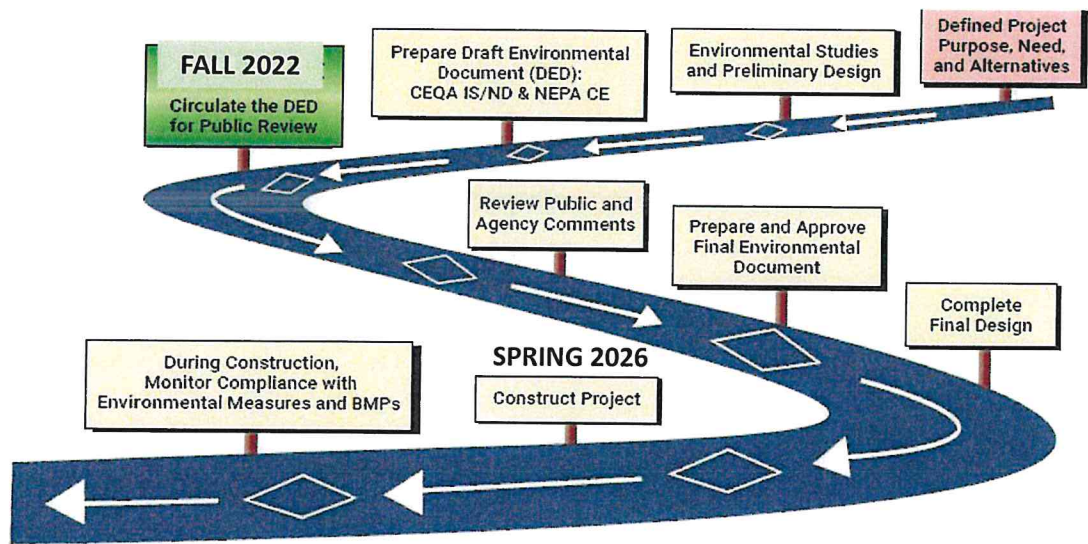 Defined Project
Purpose, Need,
and Alternatives
Environmental Studies
and Preliminary Design
Prepare Draft Environmental
Document (DED):
CEQA IS/ND & NEPA CE
FALL 2022
Circulate the DED
for Public Review
Review Public and
Agency Comments
Prepare and Approve
Final Environmental
Document
Complete
Final Design
SPRING 2026
Construct Project
During Construction,
Monitor Compliance with
Environmental Measures and BMPs